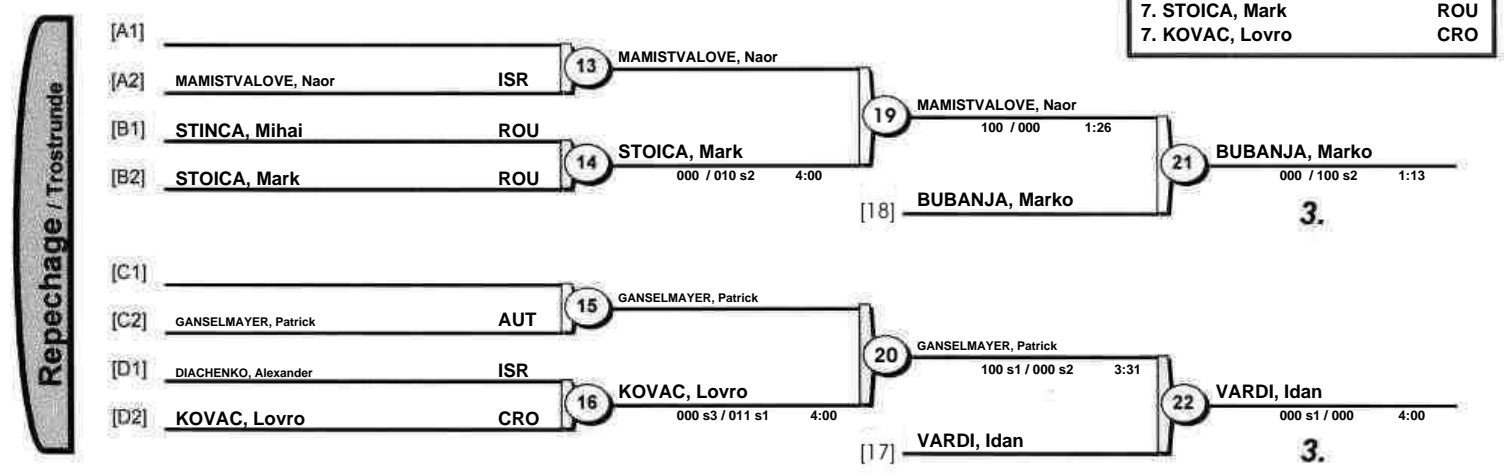 7. STOICA, Mark ROU
7. KOVAC, Lovro CRO
Repechage / Trostrunde
[A1]
[A2] MAMISTVALOVE, Naor ISR
13 MAMISTVALOVE, Naor
[B1] STINCA, Mihai ROU
[B2] STOICA, Mark ROU
14 STOICA, Mark
000 / 010 s2 4:00
19 MAMISTVALOVE, Naor
100 / 000 1:26
[18] BUBANJA, Marko
21 BUBANJA, Marko
000 / 100 s2 1:13
3.
[C1]
[C2] GANSELMAYER, Patrick AUT
15 GANSELMAYER, Patrick
[D1] DIACHENKO, Alexander ISR
[D2] KOVAC, Lovro CRO
16 KOVAC, Lovro
000 s3 / 011 s1 4:00
20 GANSELMAYER, Patrick
100 s1 / 000 s2 3:31
[17] VARDI, Idan
22 VARDI, Idan
000 s1 / 000 4:00
3.